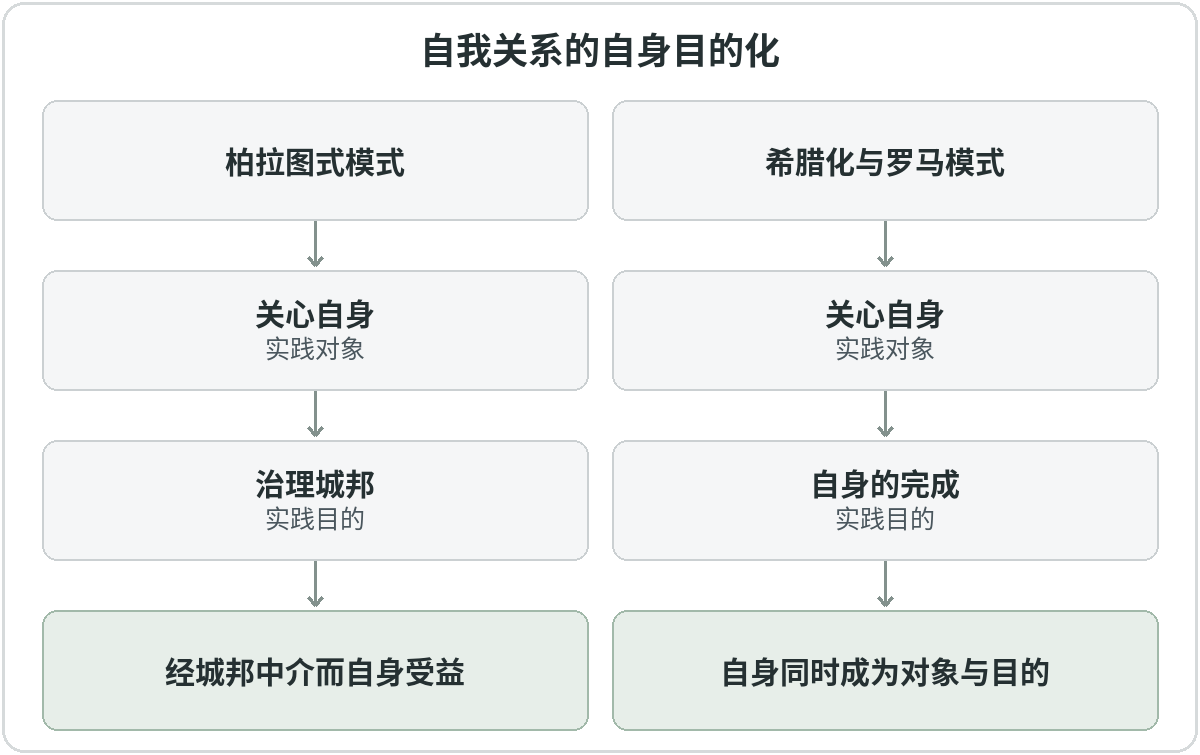 自我关系的自身目的化
柏拉图式模式
关心自身
实践对象
治理城邦
实践目的
经城邦中介而自身受益
希腊化与罗马模式
关心自身
实践对象
自身的完成
实践目的
自身同时成为对象与目的